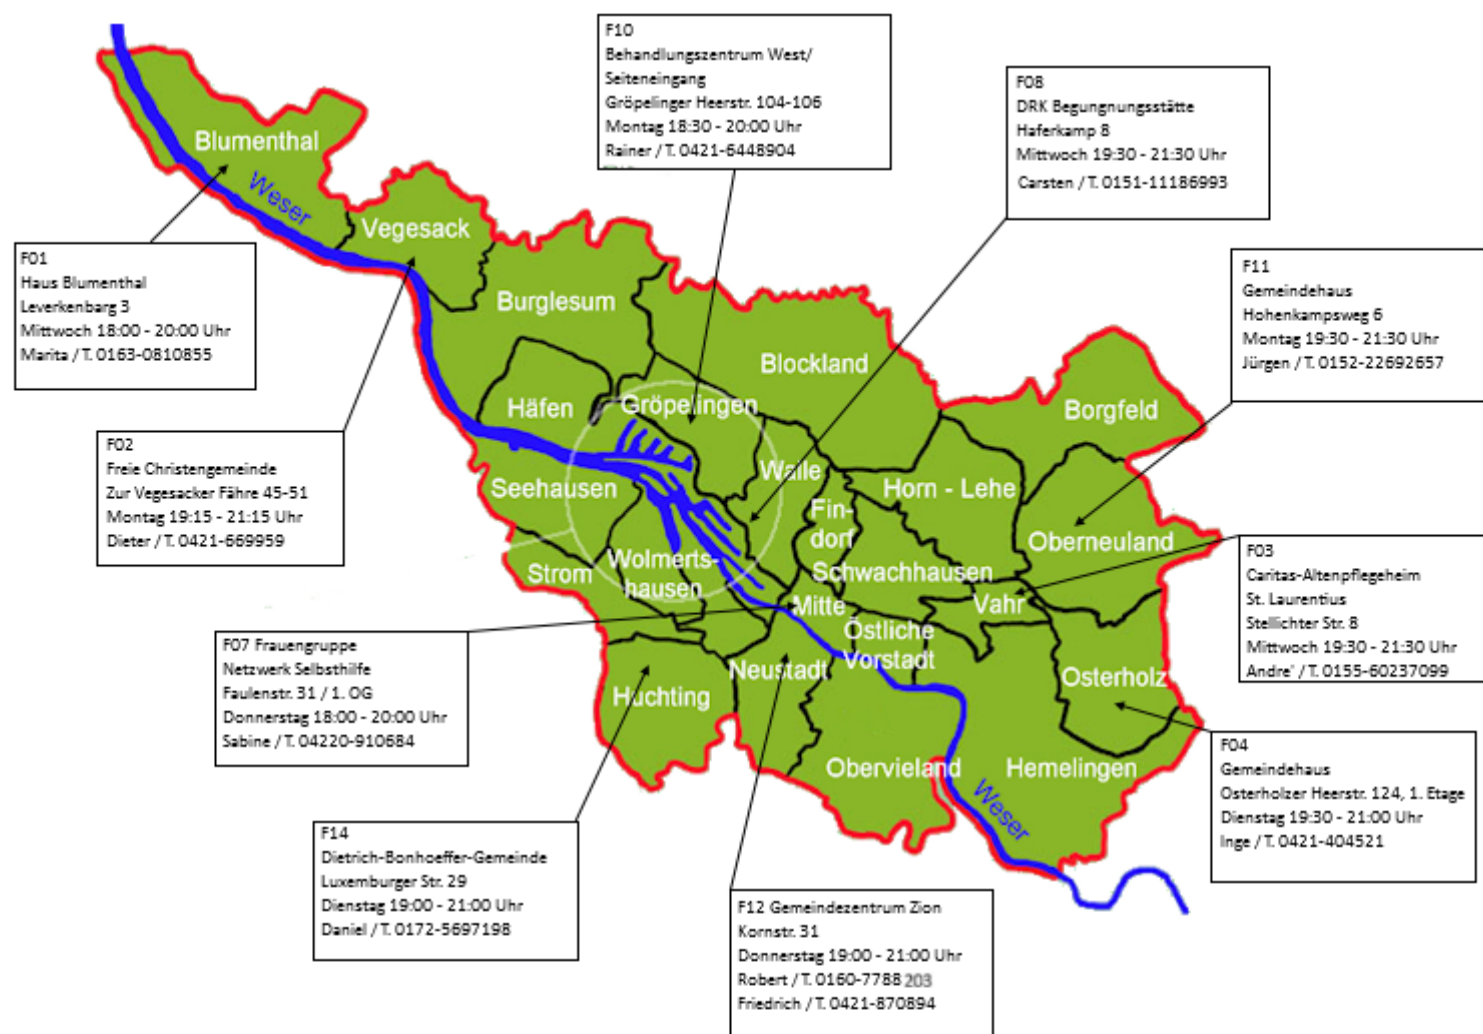 F10
Behandlungszentrum West/
Seiteneingang
Gröpelinger Heerstr. 104-106
Montag 18:30 - 20:00 Uhr
Rainer / T. 0421-6448904
F08
DRK Begungnungsstätte
Haferkamp 8
Mittwoch 19:30 - 21:30 Uhr
Carsten / T. 0151-11186993
F01
Haus Blumenthal
Leverkenbarg 3
Mittwoch 18:00 - 20:00 Uhr
Marita / T. 0163-0810855
F11
Gemeindehaus
Hohenkampsweg 6
Montag 19:30 - 21:30 Uhr
Jürgen / T. 0152-22692657
F02
Freie Christengemeinde
Zur Vegesacker Fähre 45-51
Montag 19:15 - 21:15 Uhr
Dieter / T. 0421-669959
F03
Caritas-Altenpflegeheim
St. Laurentius
Stellichter Str. 8
Mittwoch 19:30 - 21:30 Uhr
Andre' / T. 0155-60237099
F07 Frauengruppe
Netzwerk Selbsthilfe
Faulenstr. 31 / 1. OG
Donnerstag 18:00 - 20:00 Uhr
Sabine / T. 04220-910684
F04
Gemeindehaus
Osterholzer Heerstr. 124, 1. Etage
Dienstag 19:30 - 21:00 Uhr
Inge / T. 0421-404521
F14
Dietrich-Bonhoeffer-Gemeinde
Luxemburger Str. 29
Dienstag 19:00 - 21:00 Uhr
Daniel / T. 0172-5697198
F12 Gemeindezentrum Zion
Kornstr. 31
Donnerstag 19:00 - 21:00 Uhr
Robert / T. 0160-7788 203
Friedrich / T. 0421-870894
Blumenthal
Weser
Vegesack
Burglesum
Blockland
Häfen
Gröpelingen
Borgfeld
Walle
Horn - Lehe
Seehausen
Fin-
dorf
Oberneuland
Strom
Wolmerts-
hausen
Schwachhausen
Mitte
Vahr
Östliche
Vorstadt
Neustadt
Huchting
Osterholz
Obervieland
Hemelingen
Weser